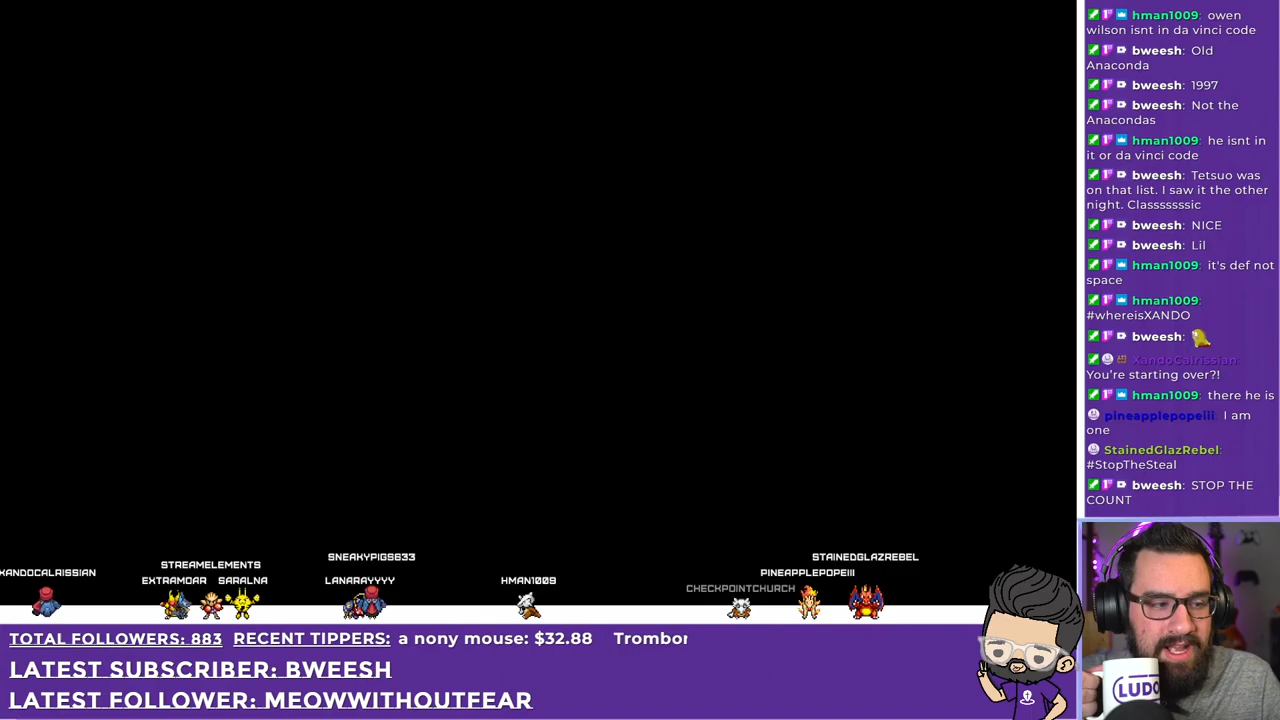 hman1009: owen
wilson isnt in da vinci code
bweesh: Old
Anaconda
bweesh: 1997
bweesh: Not the
Anacondas
hman1009: he isnt in
it or da vinci code
bweesh: Tetsuo was
on that list. I saw it the other
night. Classsssssic
bweesh: NICE
bweesh: Lil
hman1009: it's def not
space
hman1009:
#whereisXANDO
bweesh:
XandoCalrissian:
You're starting over?!
hman1009: there he is
pineapplepopeiii: I am
one
StainedGlazRebel:
#StopTheSteal
bweesh: STOP THE
COUNT
XANDOCALRISSIAN
STREAMELEMENTS
EXTRAMOAR
SARALNA
SNEAKYPIGS633
LANARAYYYY
HMAN1009
CHECKPOINTCHURCH
PINEAPPLEPOPEIII
STAINEDGLAZREBEL
TOTAL FOLLOWERS: 883 RECENT TIPPERS: a nony mouse: $32.88 Trombor
LATEST SUBSCRIBER: BWEESH
LATEST FOLLOWER: MEOWWITHOUTFEAR
LUDO